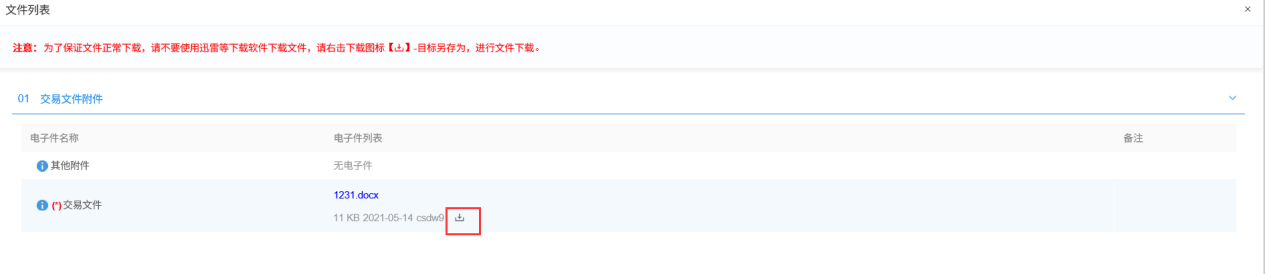 文件列表 ×
注意：为了保证文件正常下载，请不要使用迅雷等下载软件下载文件，请右击下载图标【】-目标另存为，进行文件下载。
01 交易文件附件
电子件名称 电子件列表 备注
其他附件 无电子件
1231.docx
(*)交易文件
11 KB 2021-05-14 csdw9